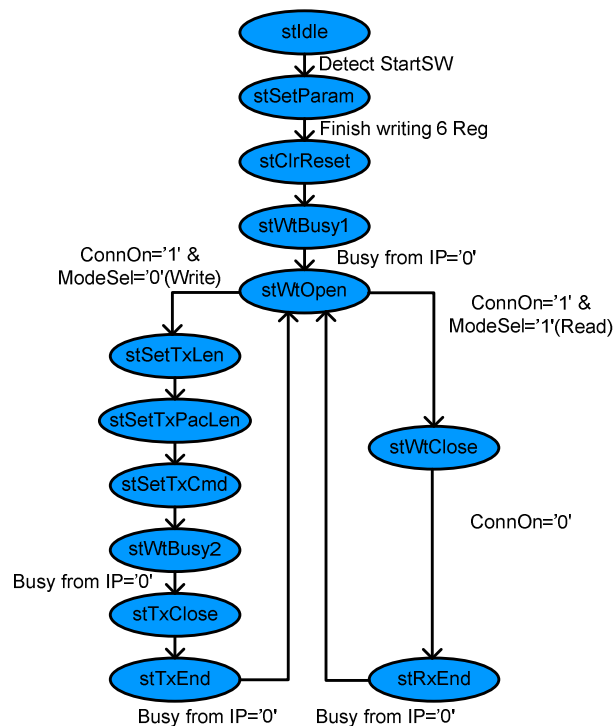 stIdle
Detect StartSW
stSetParam
Finish writing 6 Reg
stClrReset
stWtBusy1
Busy from IP='0'
ConnOn='1' &
ModeSel='0'(Write)
stWtOpen
ConnOn='1' &
ModeSel='1'(Read)
stSetTxLen
stSetTxPacLen
stSetTxCmd
stWtBusy2
Busy from IP='0'
stTxClose
stTxEnd
Busy from IP='0'
stWtClose
ConnOn='0'
stRxEnd
Busy from IP='0'